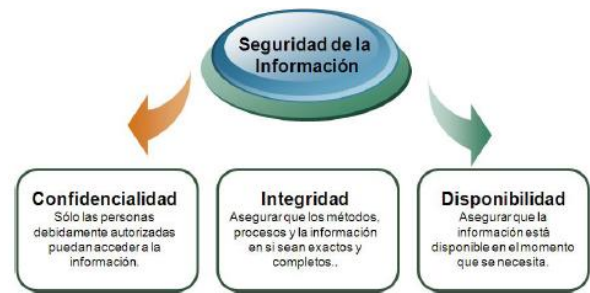 Seguridad de la
Información
Confidencialidad
Sólo las personas
debidamente autorizadas
puedan acceder a la
información.
Integridad
Asegurar que los métodos,
procesos y la información
en si sean exactos y
completos..
Disponibilidad
Asegurar que la
información está
disponible en el momento
que se necesita.